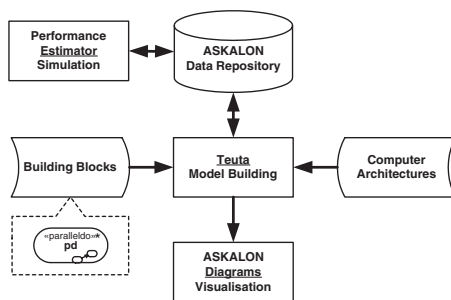 Performance
Estimator
Simulation
ASKALON
Data Repository
Building Blocks
Teuta
Model Building
Computer
Architectures
«paralleldo»*
pd
ASKALON
Diagrams
Visualisation